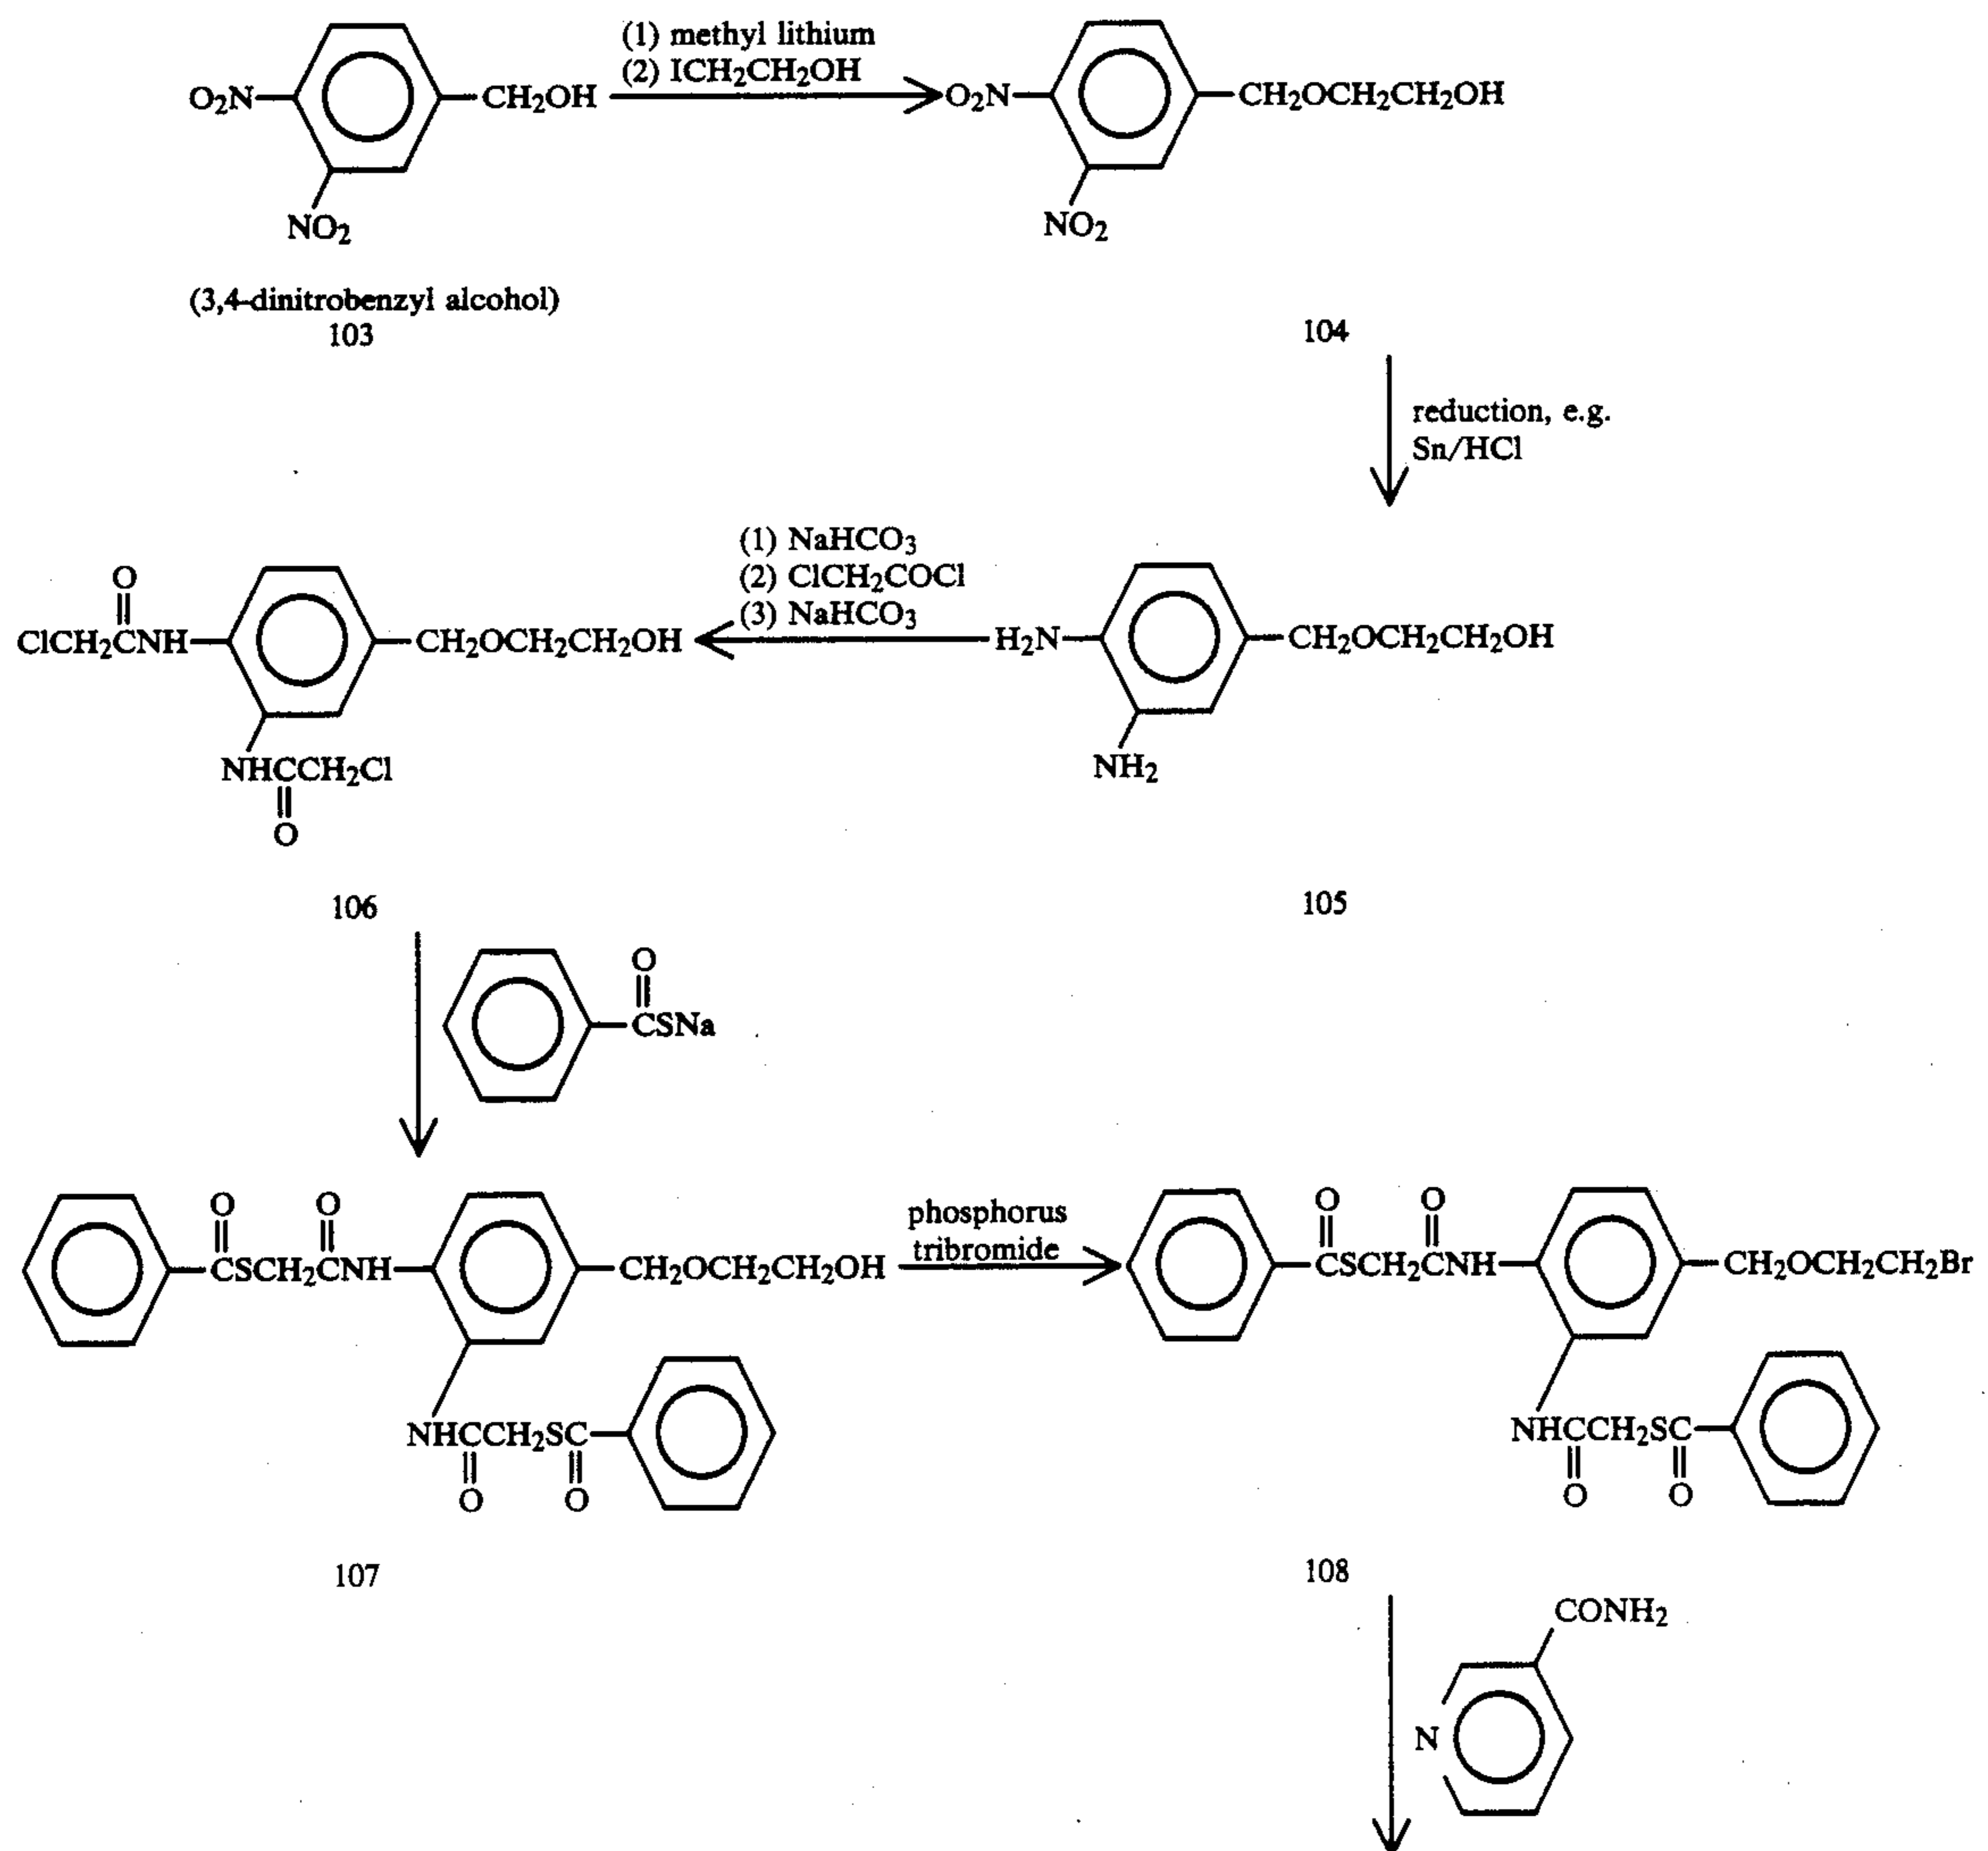 (1) methyl lithium
(2) ICH₂CH₂OH
O₂N
CH₂OH
NO₂
(3,4-dinitrobenzyl alcohol)
103
O₂N
CH₂OCH₂CH₂OH
NO₂
104
reduction, e.g.
Sn/HCl
H₂N
CH₂OCH₂CH₂OH
NH₂
105
(1) NaHCO₃
(2) ClCH₂COCl
(3) NaHCO₃
O
||
ClCH₂CNH
CH₂OCH₂CH₂OH
NHCCH₂Cl
||
O
106
O
||
CSNa
O O
|| ||
CSCH₂CNH
CH₂OCH₂CH₂OH
NHCCH₂SC
|| ||
O O
107
phosphorus
tribromide
O O
|| ||
CSCH₂CNH
CH₂OCH₂CH₂Br
NHCCH₂SC
|| ||
O O
108
CONH₂
N